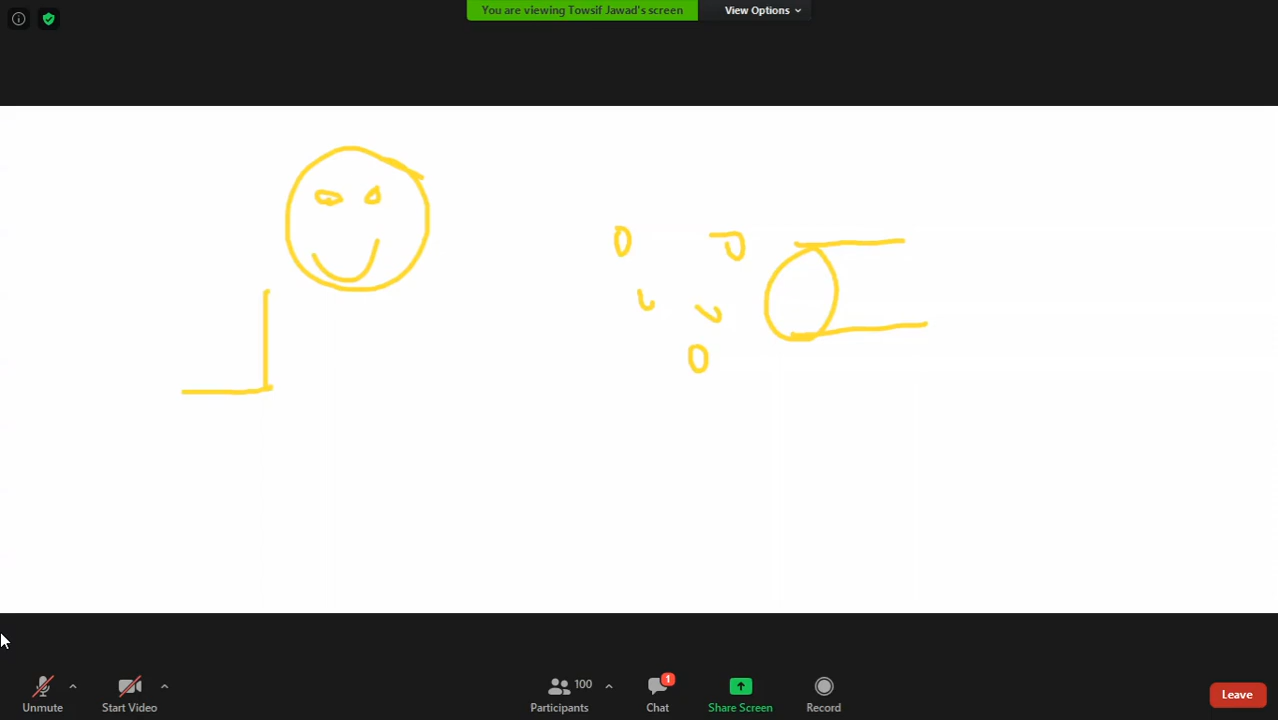 You are viewing Towsif Jawad's screen View Options
Unmute
Start Video
100
Participants
1
Chat
Share Screen
Record
Leave